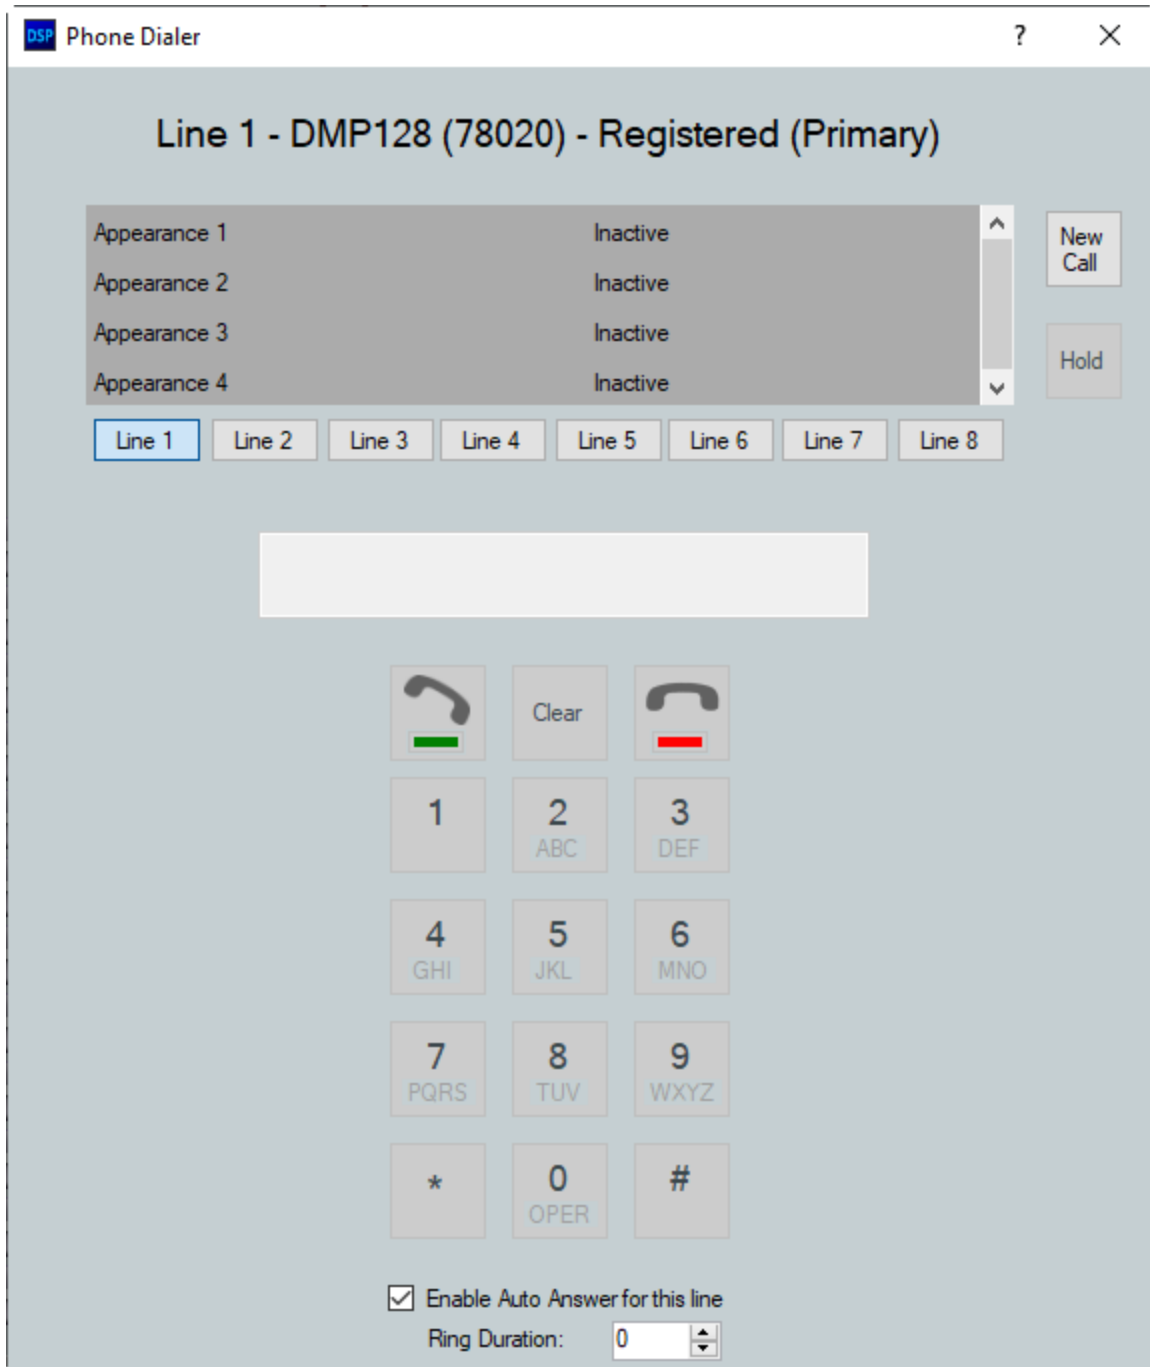 DSP Phone Dialer ?
Line 1 - DMP128 (78020) - Registered (Primary)
Appearance 1 Inactive
Appearance 2 Inactive
Appearance 3 Inactive
Appearance 4 Inactive
New
Call
Hold
Line 1 Line 2 Line 3 Line 4 Line 5 Line 6 Line 7 Line 8
Clear
1 2 3
ABC DEF
4 5 6
GHI JKL MNO
7 8 9
PQRS TUV WXYZ
* 0 #
OPER
Enable Auto Answer for this line
Ring Duration: 0